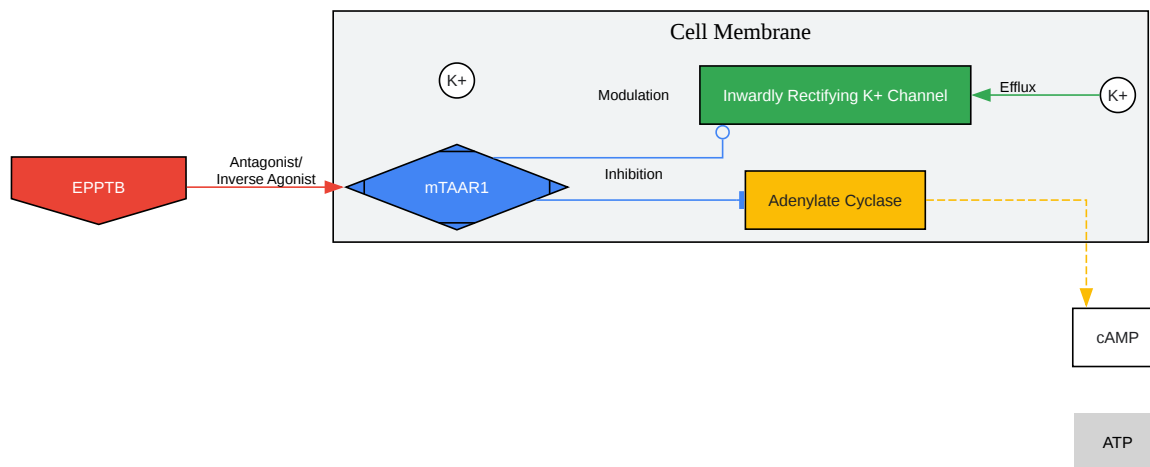 Cell Membrane
K+
Modulation
Inwardly Rectifying K+ Channel
Efflux
K+
EPPTB
Antagonist/
Inverse Agonist
mTAAR1
Inhibition
Adenylate Cyclase
cAMP
ATP